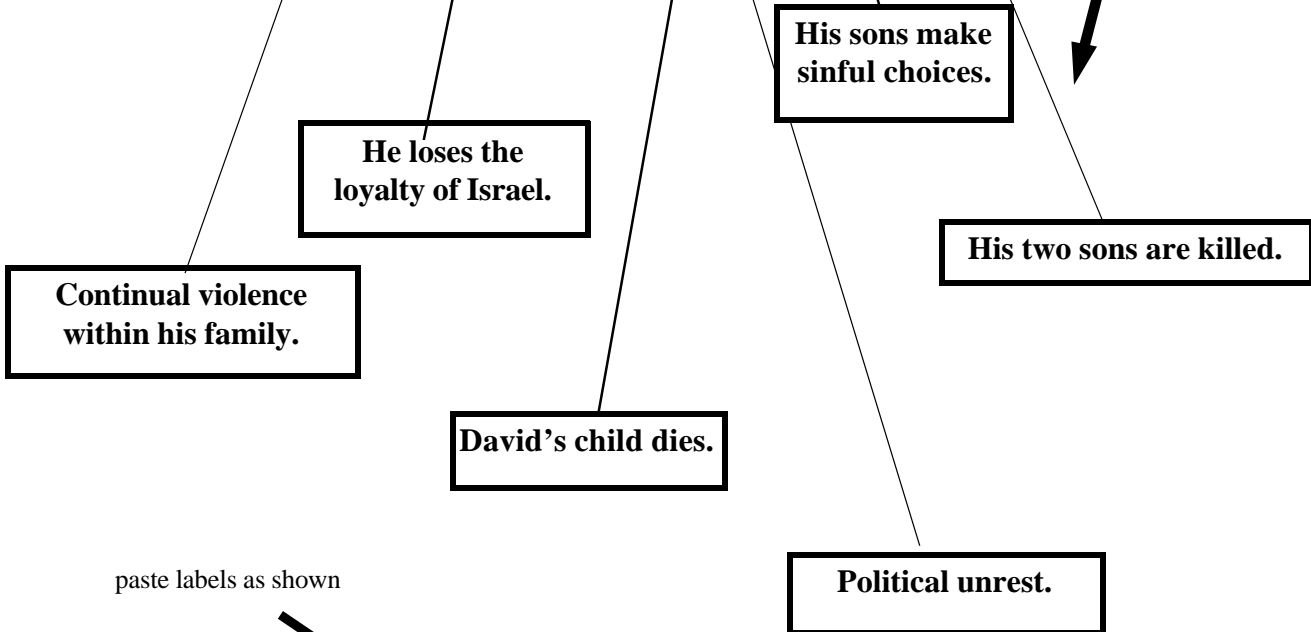 His sons make
sinful choices.
He loses the
loyalty of Israel.
His two sons are killed.
Continual violence
within his family.
David’s child dies.
paste labels as shown
Political unrest.